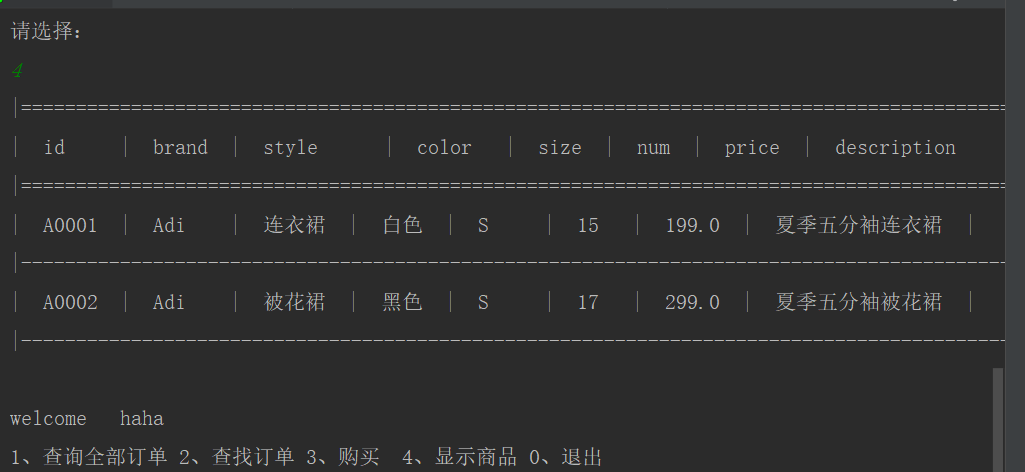 请选择：
4
|==========================================================================================
|  id     |  brand  |  style      |  color   |  size  |  num  |  price  |  description
|==========================================================================================
|  A0001  |  Adi    |  连衣裙  |  白色  |  S     |  15   |  199.0  |  夏季五分袖连衣裙  |
|------------------------------------------------------------------------------------------
|  A0002  |  Adi    |  被花裙  |  黑色  |  S     |  17   |  299.0  |  夏季五分袖被花裙  |
|------------------------------------------------------------------------------------------
welcome   haha
1、查询全部订单 2、查找订单 3、购买  4、显示商品 0、退出